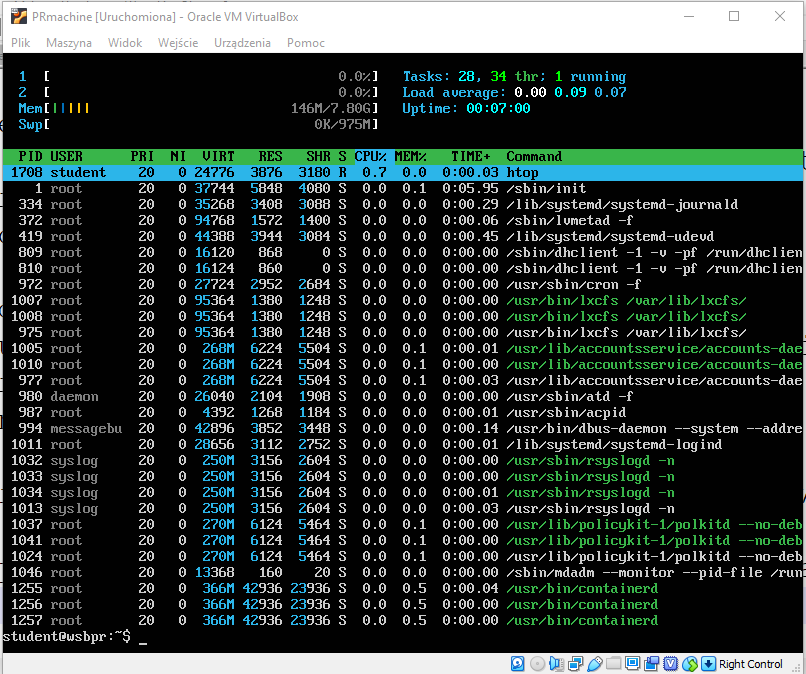 PRmachine [Uruchomiona] - Oracle VM VirtualBox
Plik Maszyna Widok Wejście Urządzenia Pomoc
1 [ 0.0%] Tasks: 28, 34 thr; 1 running
2 [ 0.0%] Load average: 0.00 0.09 0.07
Mem[||||| 146M/7.80G] Uptime: 00:07:00
Swp[ 0K/975M]
PID USER PRI NI VIRT RES SHR S CPU% MEM% TIME+ Command
1708 student 20 0 24776 3876 3180 R 0.7 0.0 0:00.03 htop
1 root 20 0 37744 5848 4080 S 0.0 0.1 0:05.95 /sbin/init
334 root 20 0 35268 3408 3088 S 0.0 0.0 0:00.29 /lib/systemd/systemd-journald
372 root 20 0 94768 1572 1400 S 0.0 0.0 0:00.06 /sbin/lvmetad -f
419 root 20 0 44388 3944 3084 S 0.0 0.0 0:00.45 /lib/systemd/systemd-udevd
809 root 20 0 16120 868 0 S 0.0 0.0 0:00.00 /sbin/dhclient -1 -v -pf /run/dhclien
810 root 20 0 16124 860 0 S 0.0 0.0 0:00.00 /sbin/dhclient -1 -v -pf /run/dhclien
972 root 20 0 27724 2952 2684 S 0.0 0.0 0:00.00 /usr/sbin/cron -f
1007 root 20 0 95364 1380 1248 S 0.0 0.0 0:00.00 /usr/bin/lxcfs /var/lib/lxcfs/
1008 root 20 0 95364 1380 1248 S 0.0 0.0 0:00.00 /usr/bin/lxcfs /var/lib/lxcfs/
975 root 20 0 95364 1380 1248 S 0.0 0.0 0:00.00 /usr/bin/lxcfs /var/lib/lxcfs/
1005 root 20 0 268M 6224 5504 S 0.0 0.1 0:00.01 /usr/lib/accountsservice/accounts-dae
1010 root 20 0 268M 6224 5504 S 0.0 0.1 0:00.00 /usr/lib/accountsservice/accounts-dae
977 root 20 0 268M 6224 5504 S 0.0 0.1 0:00.03 /usr/lib/accountsservice/accounts-dae
980 daemon 20 0 26040 2104 1908 S 0.0 0.0 0:00.00 /usr/sbin/atd -f
987 root 20 0 4392 1268 1184 S 0.0 0.0 0:00.01 /usr/sbin/acpid
994 messagebu 20 0 42896 3852 3448 S 0.0 0.0 0:00.14 /usr/bin/dbus-daemon --system --addre
1011 root 20 0 28656 3112 2752 S 0.0 0.0 0:00.01 /lib/systemd/systemd-logind
1032 syslog 20 0 250M 3156 2604 S 0.0 0.0 0:00.00 /usr/sbin/rsyslogd -n
1033 syslog 20 0 250M 3156 2604 S 0.0 0.0 0:00.00 /usr/sbin/rsyslogd -n
1034 syslog 20 0 250M 3156 2604 S 0.0 0.0 0:00.01 /usr/sbin/rsyslogd -n
1013 syslog 20 0 250M 3156 2604 S 0.0 0.0 0:00.03 /usr/sbin/rsyslogd -n
1037 root 20 0 270M 6124 5464 S 0.0 0.1 0:00.00 /usr/lib/policykit-1/polkitd --no-deb
1041 root 20 0 270M 6124 5464 S 0.0 0.1 0:00.00 /usr/lib/policykit-1/polkitd --no-deb
1024 root 20 0 270M 6124 5464 S 0.0 0.1 0:00.00 /usr/lib/policykit-1/polkitd --no-deb
1046 root 20 0 13368 160 20 S 0.0 0.0 0:00.00 /sbin/mdadm --monitor --pid-file /run
1255 root 20 0 366M 42936 23936 S 0.0 0.5 0:00.04 /usr/bin/containerd
1256 root 20 0 366M 42936 23936 S 0.0 0.5 0:00.00 /usr/bin/containerd
1257 root 20 0 366M 42936 23936 S 0.0 0.5 0:00.00 /usr/bin/containerd
student@wsbpr:~$ _
Right Control